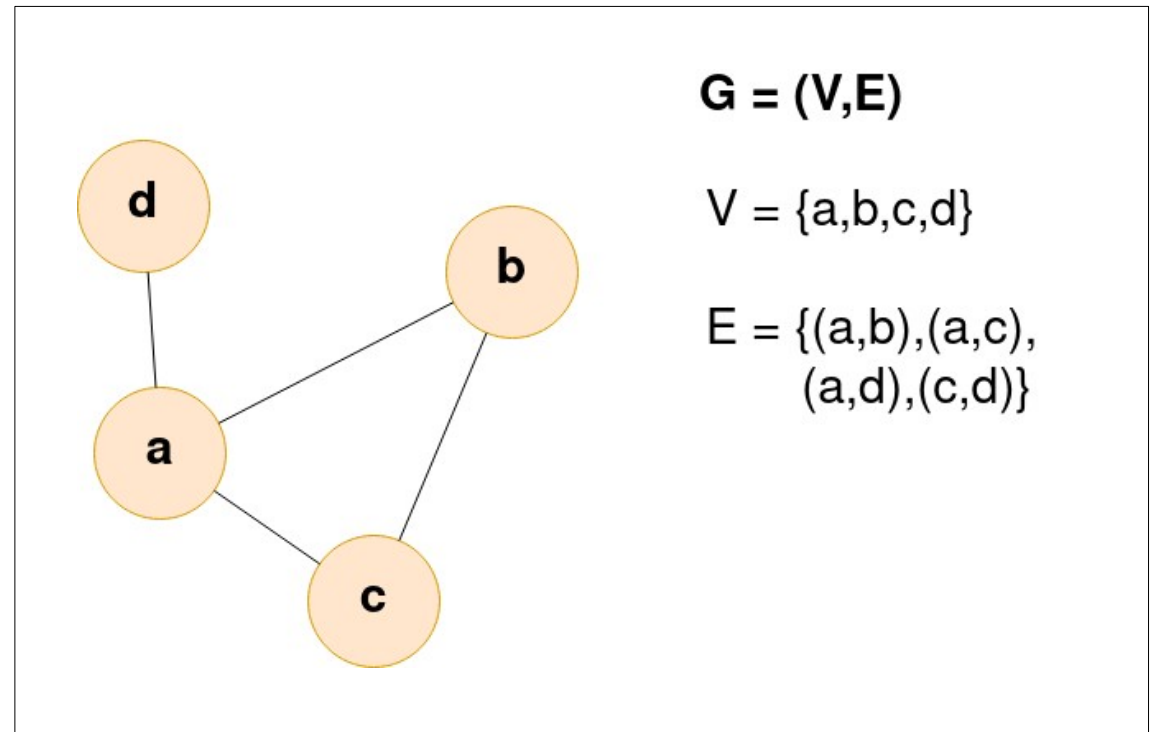 d
b
a
c
G = (V,E)
V = {a,b,c,d}
E = {(a,b),(a,c),
(a,d),(c,d)}